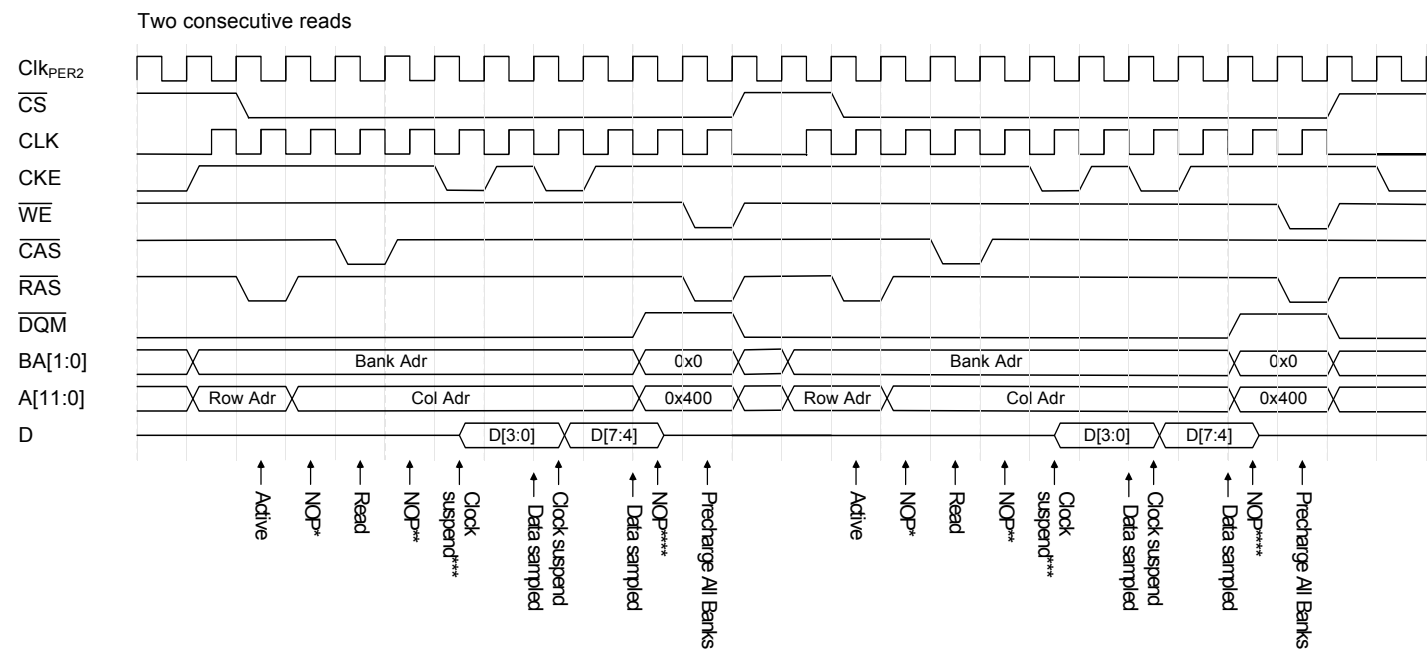 Two consecutive reads
ClkPER2
CS
CLK
CKE
WE
CAS
RAS
DQM
BA[1:0] Bank Adr 0x0 Bank Adr 0x0
A[11:0] Row Adr Col Adr 0x400 Row Adr Col Adr 0x400
D D[3:0] D[7:4] D[3:0] D[7:4]
Active
NOP*
Read
NOP**
Clock
suspend***
Data sampled
Clock suspend
Data sampled
NOP****
Precharge All Banks
Active
NOP*
Read
NOP**
Clock
suspend***
Data sampled
Clock suspend
Data sampled
NOP****
Precharge All Banks